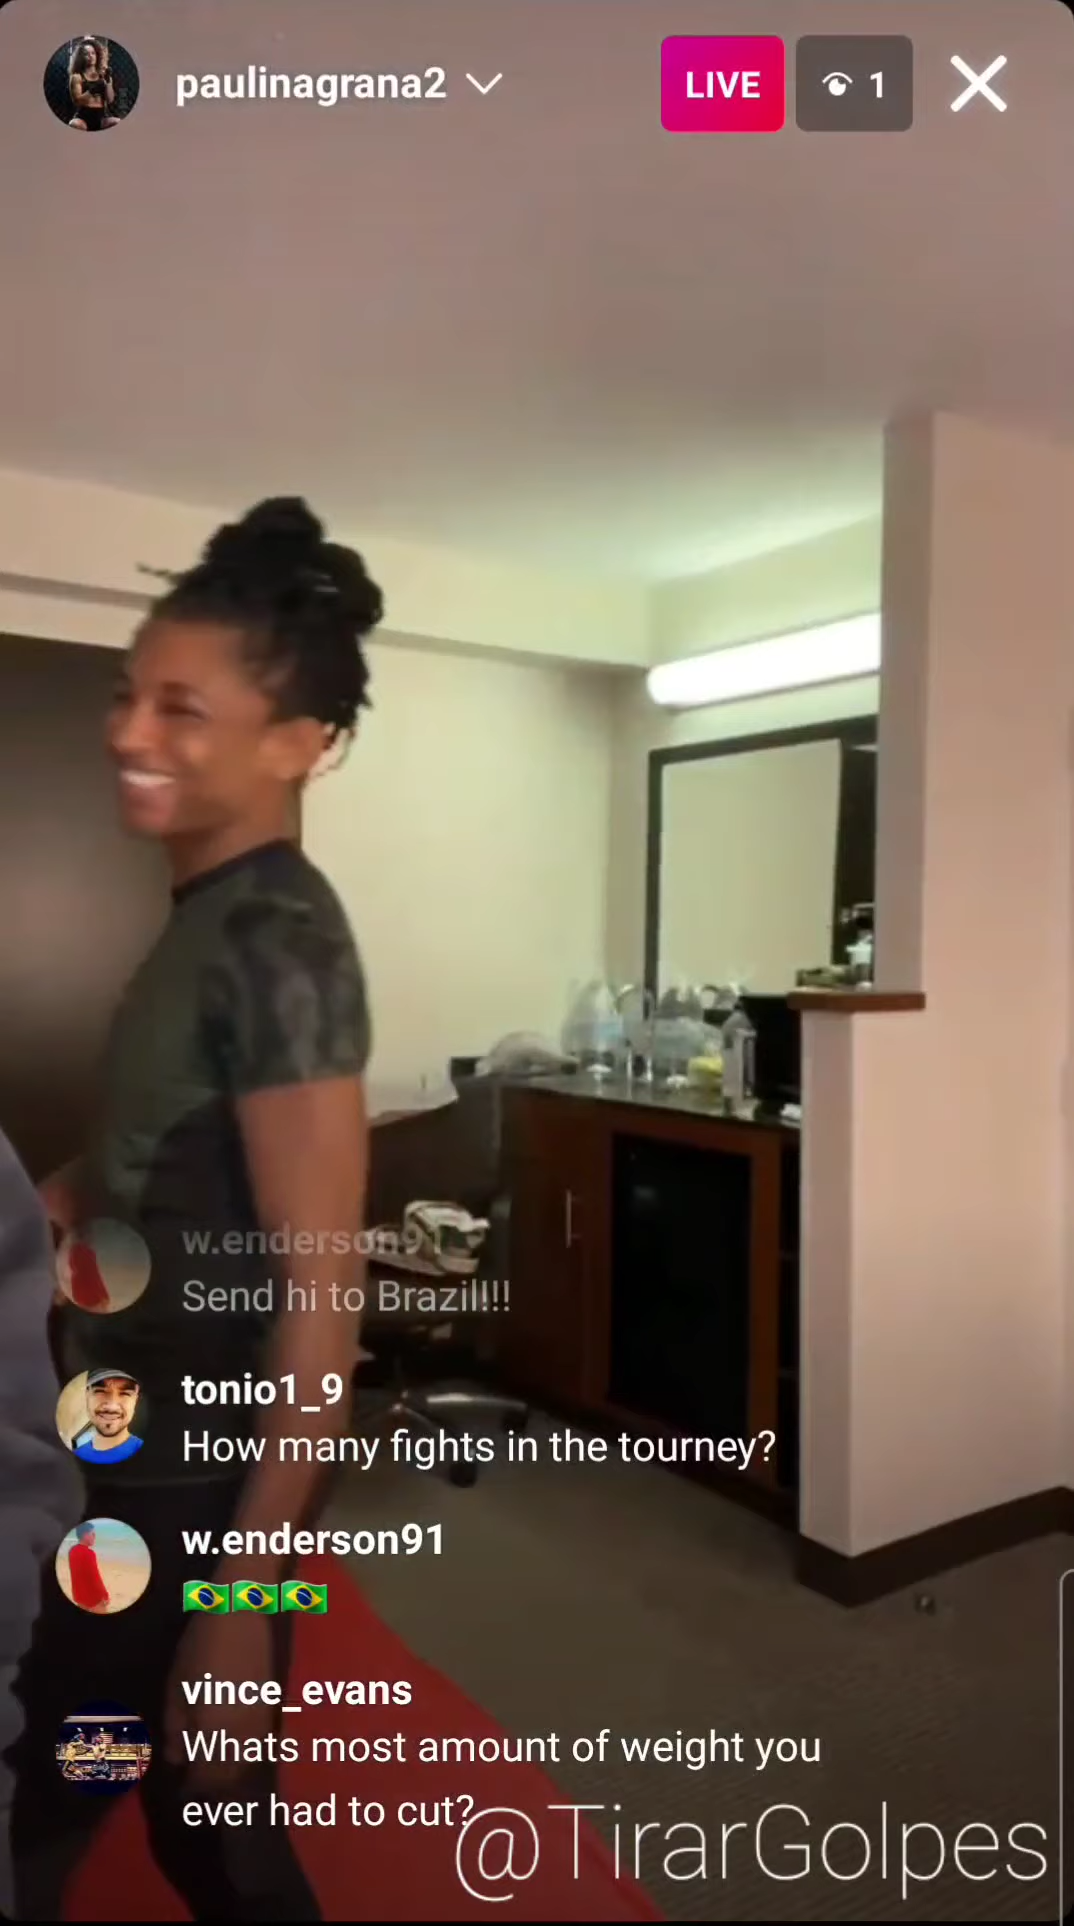 paulinagrana2
LIVE
1
w.enderson91
Send hi to Brazil!!!
tonio1_9
How many fights in the tourney?
w.enderson91
🇧🇷🇧🇷🇧🇷
vince_evans
Whats most amount of weight you
ever had to cut?
@TirarGolpes